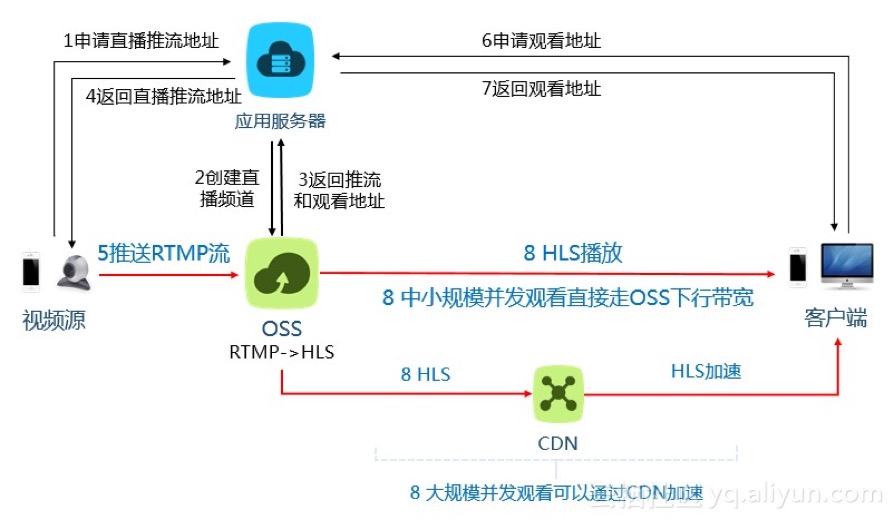 1申请直播推流地址
6申请观看地址
4返回直播推流地址
7返回观看地址
应用服务器
2创建直
播频道
3返回推流
和观看地址
5推送RTMP流
8 HLS播放
8 中小规模并发观看直接走OSS下行带宽
视频源
OSS
RTMP->HLS
客户端
8 HLS
HLS加速
CDN
8 大规模并发观看可以通过CDN加速
yq.aliyun.com